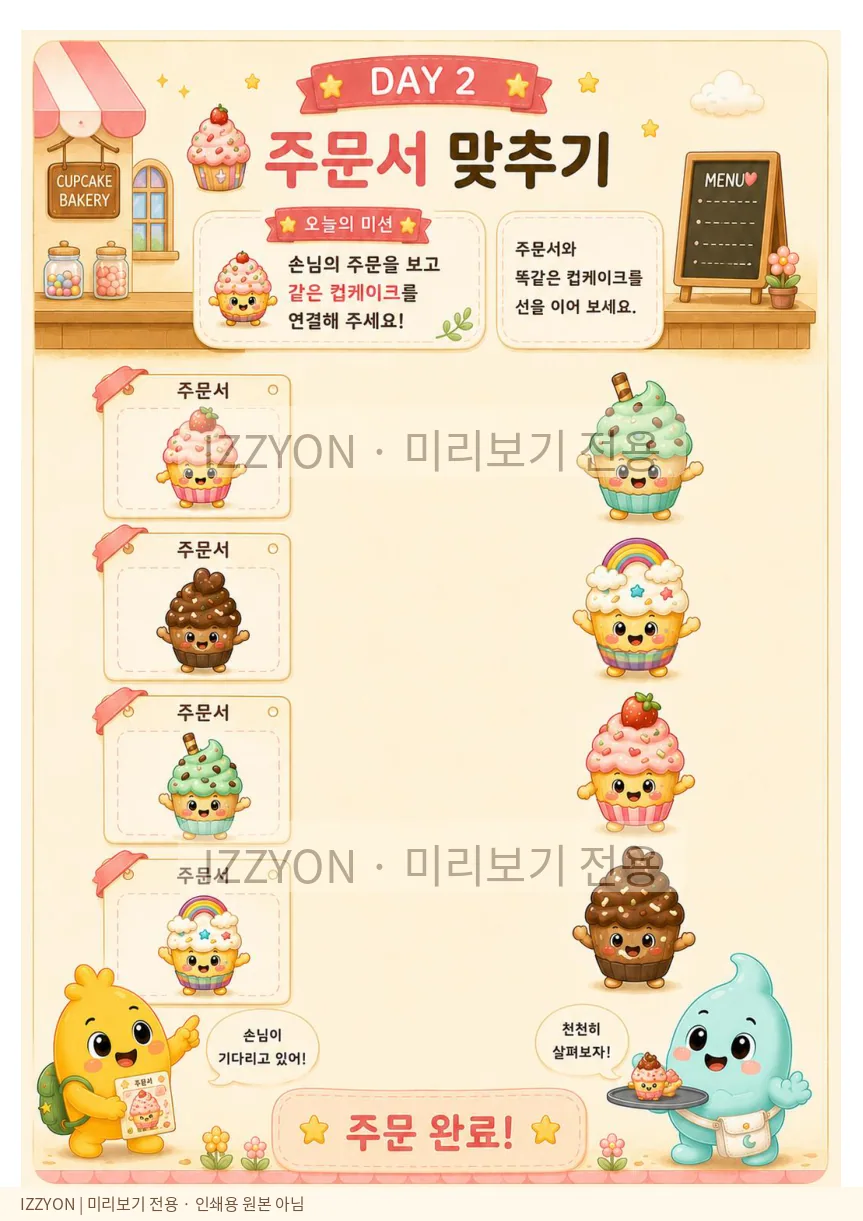 DAY 2
주문서 맞추기
CUPCAKE
BAKERY
MENU
오늘의 미션
손님의 주문을 보고
같은 컵케이크를
연결해 주세요!
주문서와
똑같은 컵케이크를
선을 이어 보세요.
주문서
IZZYON · 미리보기 전용
주문서
주문서
IZZYON · 미리보기 전용
주문서
손님이
기다리고 있어!
천천히
살펴보자!
주문서
주문 완료!
IZZYON | 미리보기 전용 · 인쇄용 원본 아님